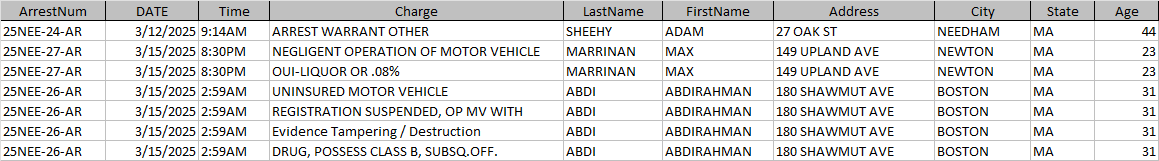 ArrestNum DATE Time Charge LastName FirstName Address City State Age
25NEE-24-AR 3/12/2025 9:14AM ARREST WARRANT OTHER SHEEHY ADAM 27 OAK ST NEEDHAM MA 44
25NEE-27-AR 3/15/2025 8:30PM NEGLIGENT OPERATION OF MOTOR VEHICLE MARRINAN MAX 149 UPLAND AVE NEWTON MA 23
25NEE-27-AR 3/15/2025 8:30PM OUI-LIQUOR OR .08% MARRINAN MAX 149 UPLAND AVE NEWTON MA 23
25NEE-26-AR 3/15/2025 2:59AM UNINSURED MOTOR VEHICLE ABDI ABDIRAHMAN 180 SHAWMUT AVE BOSTON MA 31
25NEE-26-AR 3/15/2025 2:59AM REGISTRATION SUSPENDED, OP MV WITH ABDI ABDIRAHMAN 180 SHAWMUT AVE BOSTON MA 31
25NEE-26-AR 3/15/2025 2:59AM Evidence Tampering / Destruction ABDI ABDIRAHMAN 180 SHAWMUT AVE BOSTON MA 31
25NEE-26-AR 3/15/2025 2:59AM DRUG, POSSESS CLASS B, SUBSQ.OFF. ABDI ABDIRAHMAN 180 SHAWMUT AVE BOSTON MA 31